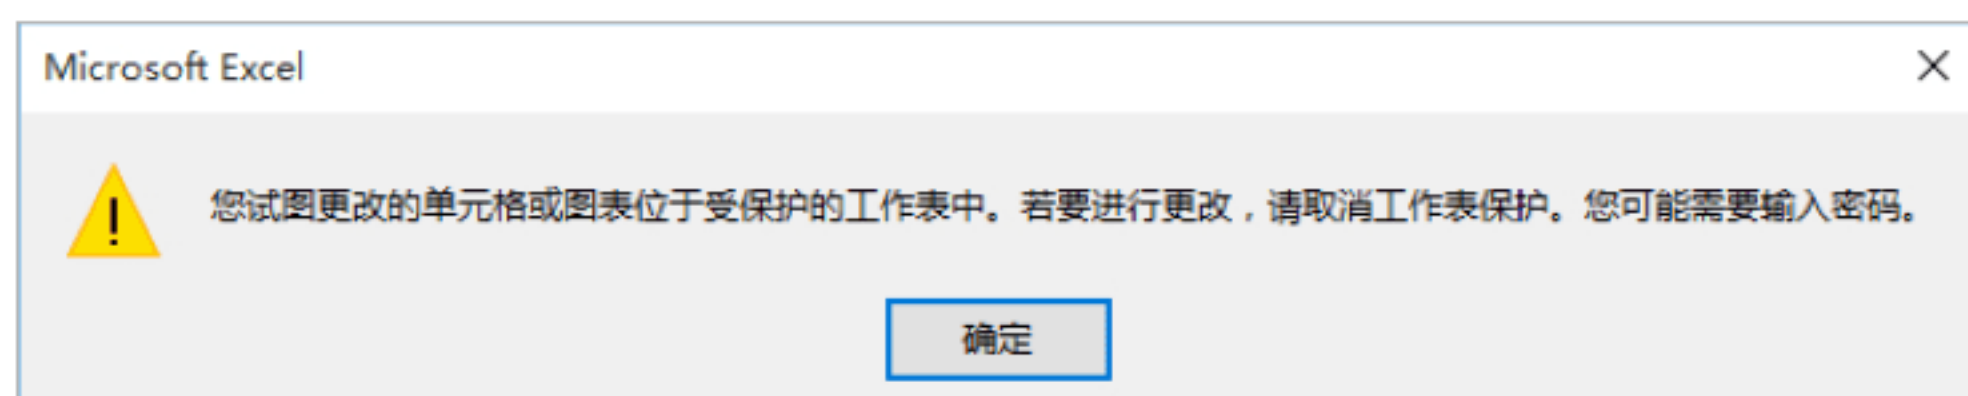 Microsoft Excel
您试图更改的单元格或图表位于受保护的工作表中。若要进行更改，请取消工作表保护。您可能需要输入密码。
确定